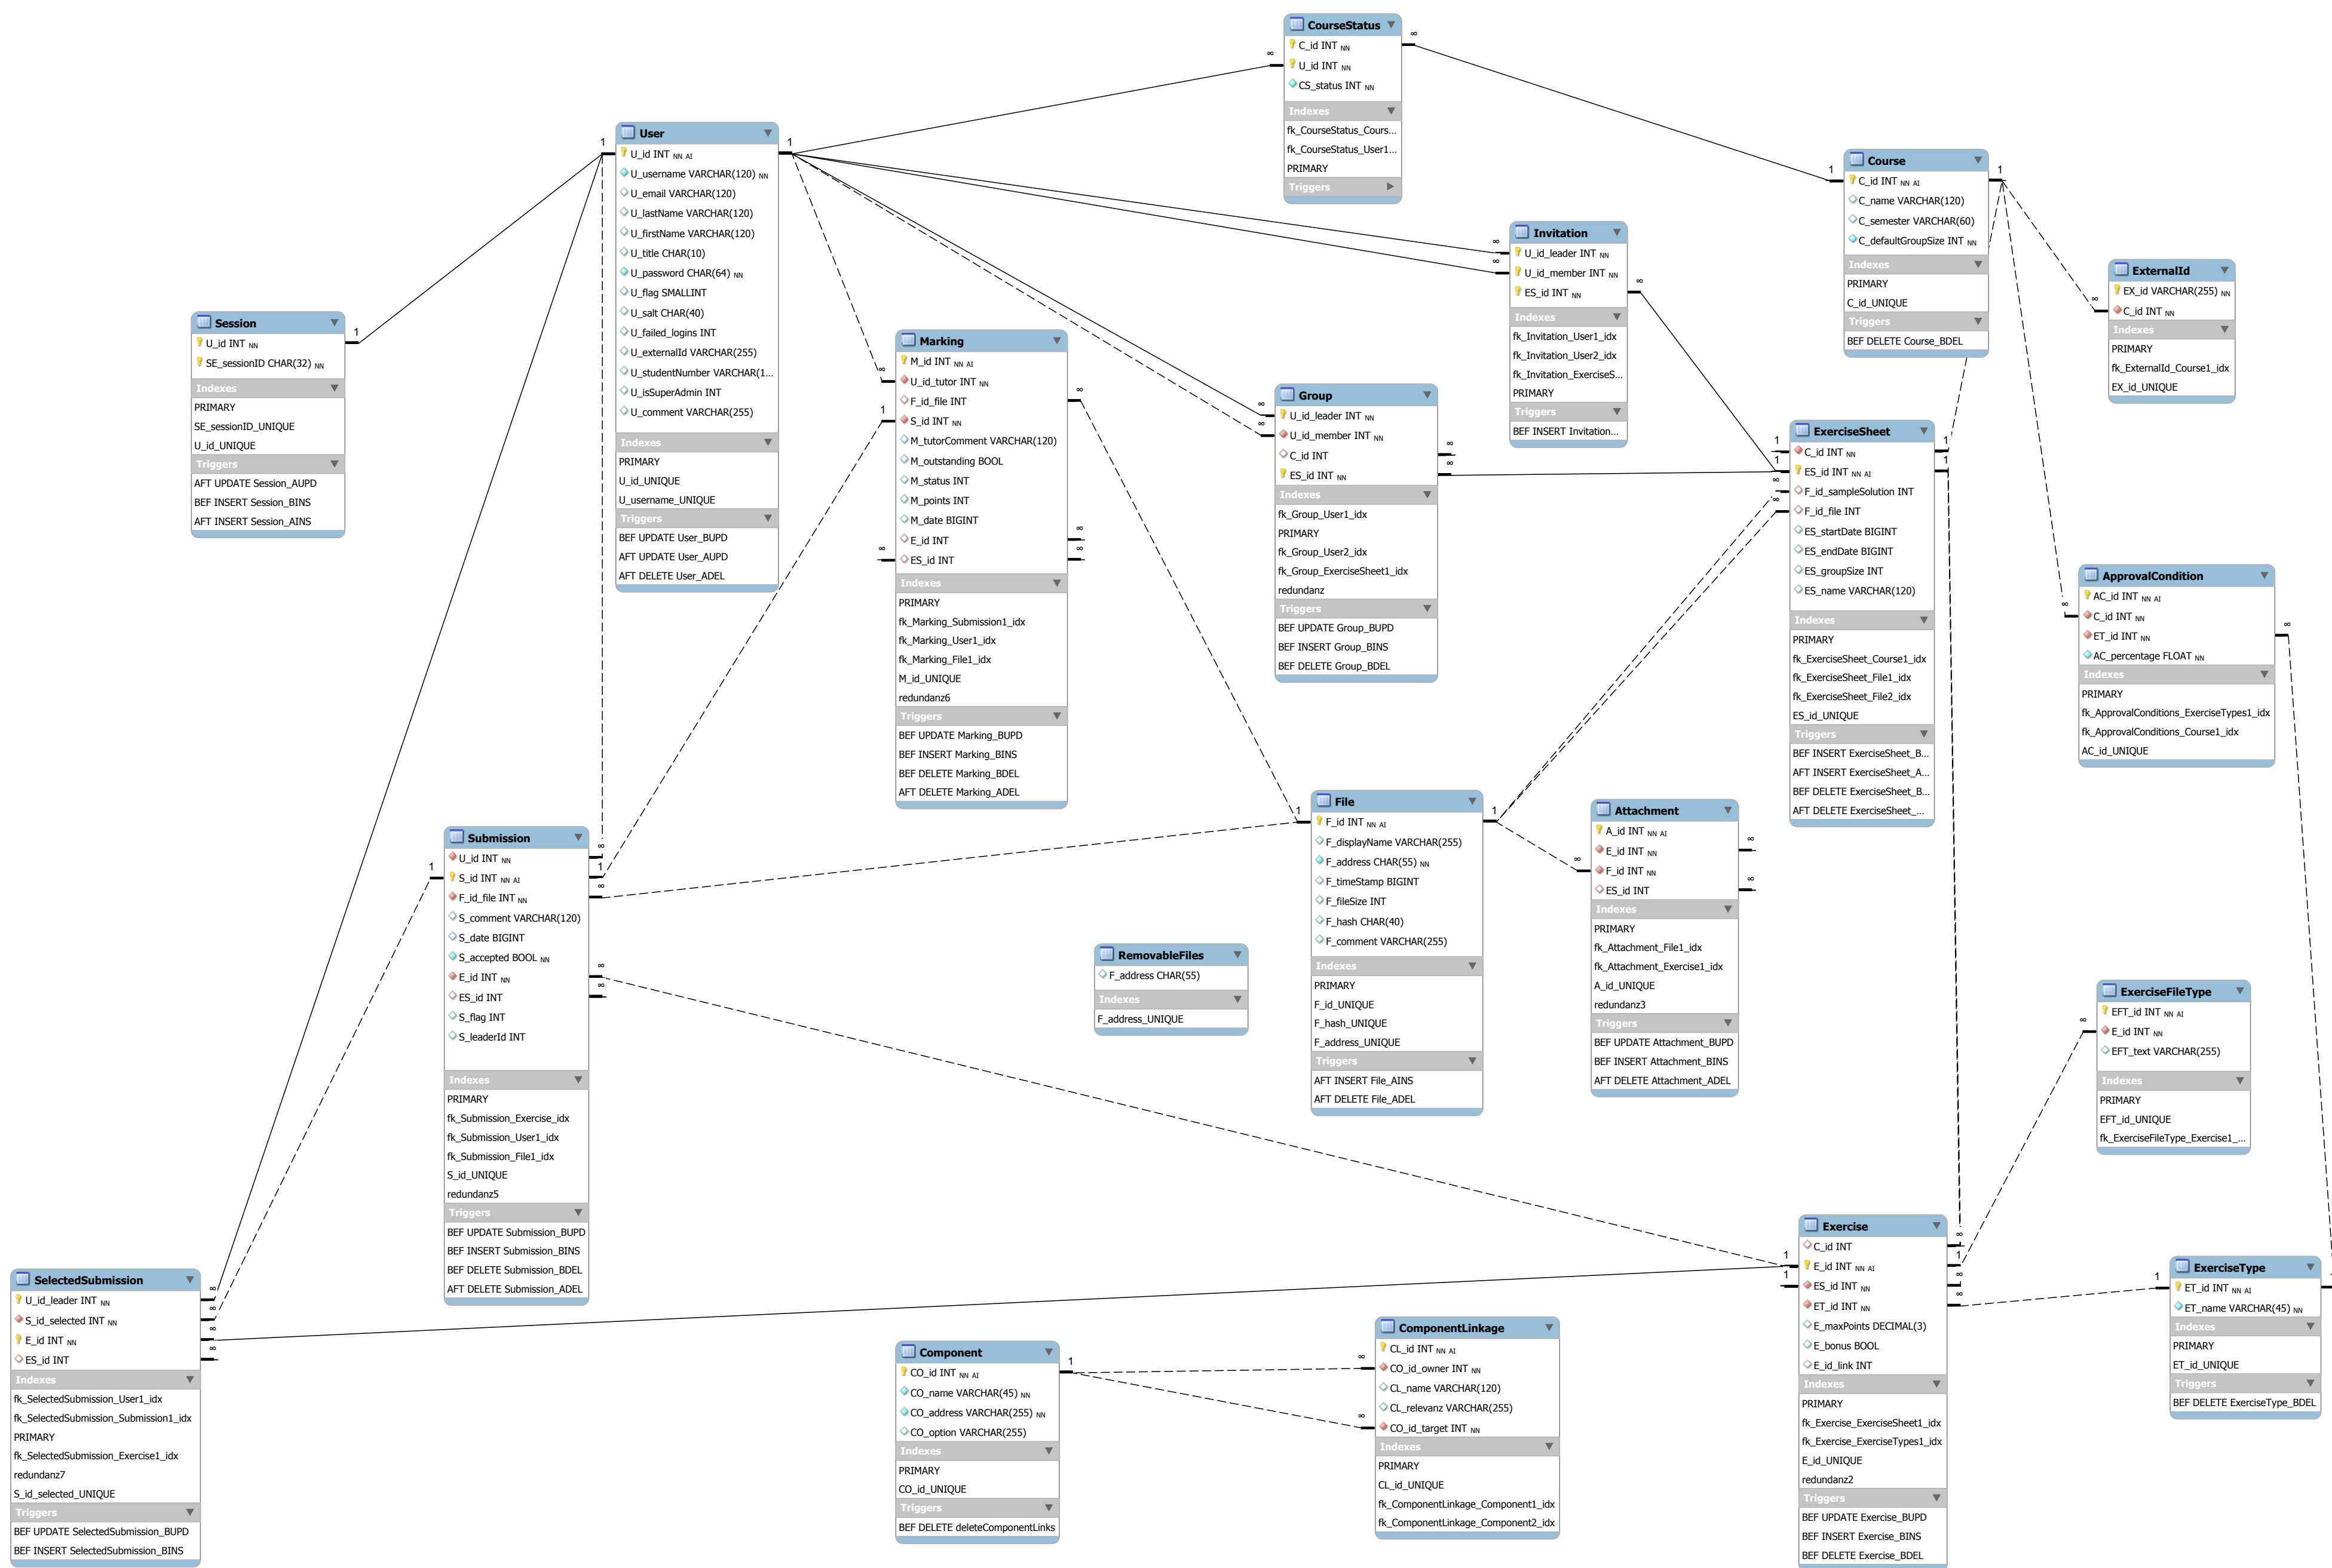 CourseStatus
C_id INT NN
U_id INT NN
CS_status INT NN
Indexes
fk_CourseStatus_Cours...
fk_CourseStatus_User1...
PRIMARY
Triggers
User
U_id INT NN AI
U_username VARCHAR(120) NN
U_email VARCHAR(120)
U_lastName VARCHAR(120)
U_firstName VARCHAR(120)
U_title CHAR(10)
U_password CHAR(64) NN
U_flag SMALLINT
U_salt CHAR(40)
U_failed_logins INT
U_externalId VARCHAR(255)
U_studentNumber VARCHAR(1...
U_isSuperAdmin INT
U_comment VARCHAR(255)
Indexes
PRIMARY
U_id_UNIQUE
U_username_UNIQUE
Triggers
BEF UPDATE User_BUPD
AFT UPDATE User_AUPD
AFT DELETE User_ADEL
Course
C_id INT NN AI
C_name VARCHAR(120)
C_semester VARCHAR(60)
C_defaultGroupSize INT NN
Indexes
PRIMARY
C_id_UNIQUE
Triggers
BEF DELETE Course_BDEL
Invitation
U_id_leader INT NN
U_id_member INT NN
ES_id INT NN
Indexes
fk_Invitation_User1_idx
fk_Invitation_User2_idx
fk_Invitation_ExerciseS...
PRIMARY
Triggers
BEF INSERT Invitation...
ExternalId
EX_id VARCHAR(255) NN
C_id INT NN
Indexes
PRIMARY
fk_ExternalId_Course1_idx
EX_id_UNIQUE
Session
U_id INT NN
SE_sessionID CHAR(32) NN
Indexes
PRIMARY
SE_sessionID_UNIQUE
U_id_UNIQUE
Triggers
AFT UPDATE Session_AUPD
BEF INSERT Session_BINS
AFT INSERT Session_AINS
Marking
M_id INT NN AI
U_id_tutor INT NN
F_id_file INT
S_id INT NN
M_tutorComment VARCHAR(120)
M_outstanding BOOL
M_status INT
M_points INT
M_date BIGINT
E_id INT
ES_id INT
Indexes
PRIMARY
fk_Marking_Submission1_idx
fk_Marking_User1_idx
fk_Marking_File1_idx
M_id_UNIQUE
redundanz6
Triggers
BEF UPDATE Marking_BUPD
BEF INSERT Marking_BINS
BEF DELETE Marking_BDEL
AFT DELETE Marking_ADEL
Group
U_id_leader INT NN
U_id_member INT NN
C_id INT
ES_id INT NN
Indexes
fk_Group_User1_idx
PRIMARY
fk_Group_User2_idx
fk_Group_ExerciseSheet1_idx
redundanz
Triggers
BEF UPDATE Group_BUPD
BEF INSERT Group_BINS
BEF DELETE Group_BDEL
ExerciseSheet
C_id INT NN
ES_id INT NN AI
F_id_sampleSolution INT
F_id_file INT
ES_startDate BIGINT
ES_endDate BIGINT
ES_groupSize INT
ES_name VARCHAR(120)
Indexes
PRIMARY
fk_ExerciseSheet_Course1_idx
fk_ExerciseSheet_File1_idx
fk_ExerciseSheet_File2_idx
ES_id_UNIQUE
Triggers
BEF INSERT ExerciseSheet_B...
AFT INSERT ExerciseSheet_A...
BEF DELETE ExerciseSheet_B...
AFT DELETE ExerciseSheet_...
ApprovalCondition
AC_id INT NN AI
C_id INT NN
ET_id INT NN
AC_percentage FLOAT NN
Indexes
PRIMARY
fk_ApprovalConditions_ExerciseTypes1_idx
fk_ApprovalConditions_Course1_idx
AC_id_UNIQUE
Submission
U_id INT NN
S_id INT NN AI
F_id_file INT NN
S_comment VARCHAR(120)
S_date BIGINT
S_accepted BOOL NN
E_id INT NN
ES_id INT
S_flag INT
S_leaderId INT
Indexes
PRIMARY
fk_Submission_Exercise_idx
fk_Submission_User1_idx
fk_Submission_File1_idx
S_id_UNIQUE
redundanz5
Triggers
BEF UPDATE Submission_BUPD
BEF INSERT Submission_BINS
BEF DELETE Submission_BDEL
AFT DELETE Submission_ADEL
File
F_id INT NN AI
F_displayName VARCHAR(255)
F_address CHAR(55) NN
F_timeStamp BIGINT
F_fileSize INT
F_hash CHAR(40)
F_comment VARCHAR(255)
Indexes
PRIMARY
F_id_UNIQUE
F_hash_UNIQUE
F_address_UNIQUE
Triggers
AFT INSERT File_AINS
AFT DELETE File_ADEL
Attachment
A_id INT NN AI
E_id INT NN
F_id INT NN
ES_id INT
Indexes
PRIMARY
fk_Attachment_File1_idx
fk_Attachment_Exercise1_idx
A_id_UNIQUE
redundanz3
Triggers
BEF UPDATE Attachment_BUPD
BEF INSERT Attachment_BINS
AFT DELETE Attachment_ADEL
RemovableFiles
F_address CHAR(55)
Indexes
F_address_UNIQUE
ExerciseFileType
EFT_id INT NN AI
E_id INT NN
EFT_text VARCHAR(255)
Indexes
PRIMARY
EFT_id_UNIQUE
fk_ExerciseFileType_Exercise1_...
SelectedSubmission
U_id_leader INT NN
S_id_selected INT NN
E_id INT NN
ES_id INT
Indexes
fk_SelectedSubmission_User1_idx
fk_SelectedSubmission_Submission1_idx
PRIMARY
fk_SelectedSubmission_Exercise1_idx
redundanz7
S_id_selected_UNIQUE
Triggers
BEF UPDATE SelectedSubmission_BUPD
BEF INSERT SelectedSubmission_BINS
Component
CO_id INT NN AI
CO_name VARCHAR(45) NN
CO_address VARCHAR(255) NN
CO_option VARCHAR(255)
Indexes
PRIMARY
CO_id_UNIQUE
Triggers
BEF DELETE deleteComponentLinks
ComponentLinkage
CL_id INT NN AI
CO_id_owner INT NN
CL_name VARCHAR(120)
CL_relevanz VARCHAR(255)
CO_id_target INT NN
Indexes
PRIMARY
CL_id_UNIQUE
fk_ComponentLinkage_Component1_idx
fk_ComponentLinkage_Component2_idx
Exercise
C_id INT
E_id INT NN AI
ES_id INT NN
ET_id INT NN
E_maxPoints DECIMAL(3)
E_bonus BOOL
E_id_link INT
Indexes
PRIMARY
fk_Exercise_ExerciseSheet1_idx
fk_Exercise_ExerciseTypes1_idx
E_id_UNIQUE
redundanz2
Triggers
BEF UPDATE Exercise_BUPD
BEF INSERT Exercise_BINS
BEF DELETE Exercise_BDEL
ExerciseType
ET_id INT NN AI
ET_name VARCHAR(45) NN
Indexes
PRIMARY
ET_id_UNIQUE
Triggers
BEF DELETE ExerciseType_BDEL